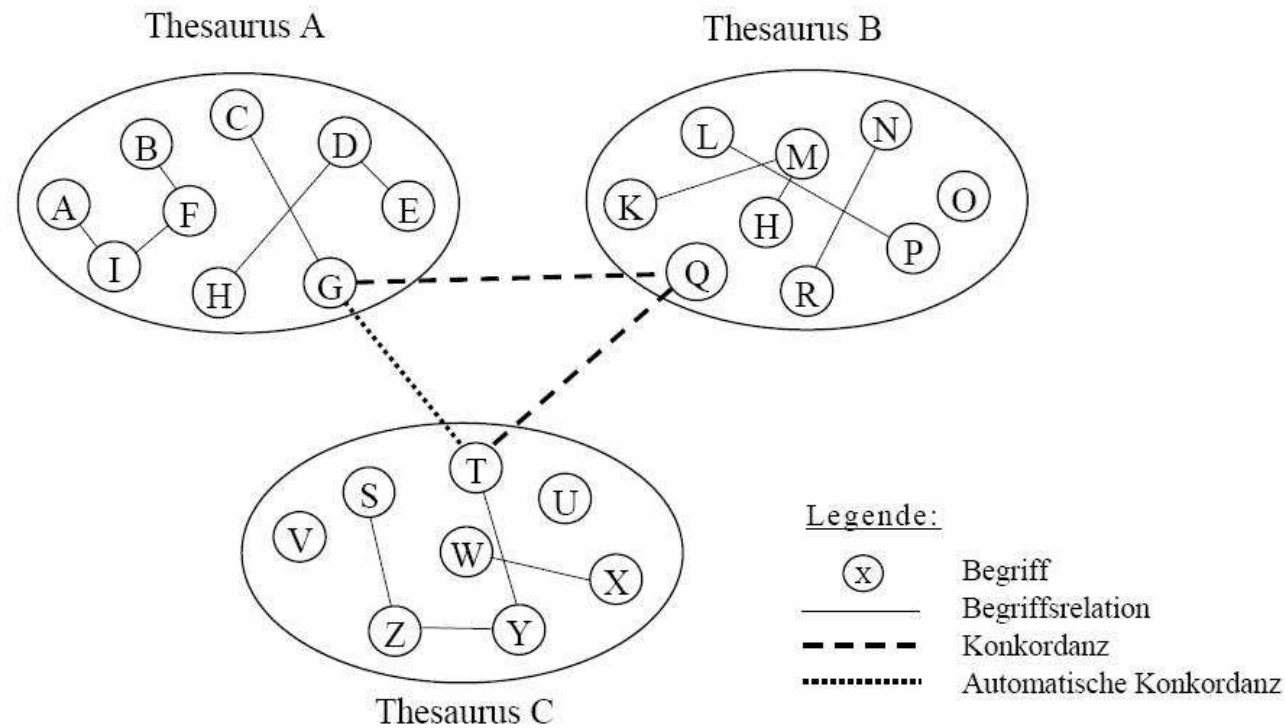 Thesaurus A
Thesaurus B
C
B
D
A
F
E
I
H
G
L
N
M
K
O
H
P
Q
R
T
S
U
V
W
X
Z
Y
Thesaurus C
Legende:
x Begriff
Begriffsrelation
Konkordanz
Automatische Konkordanz